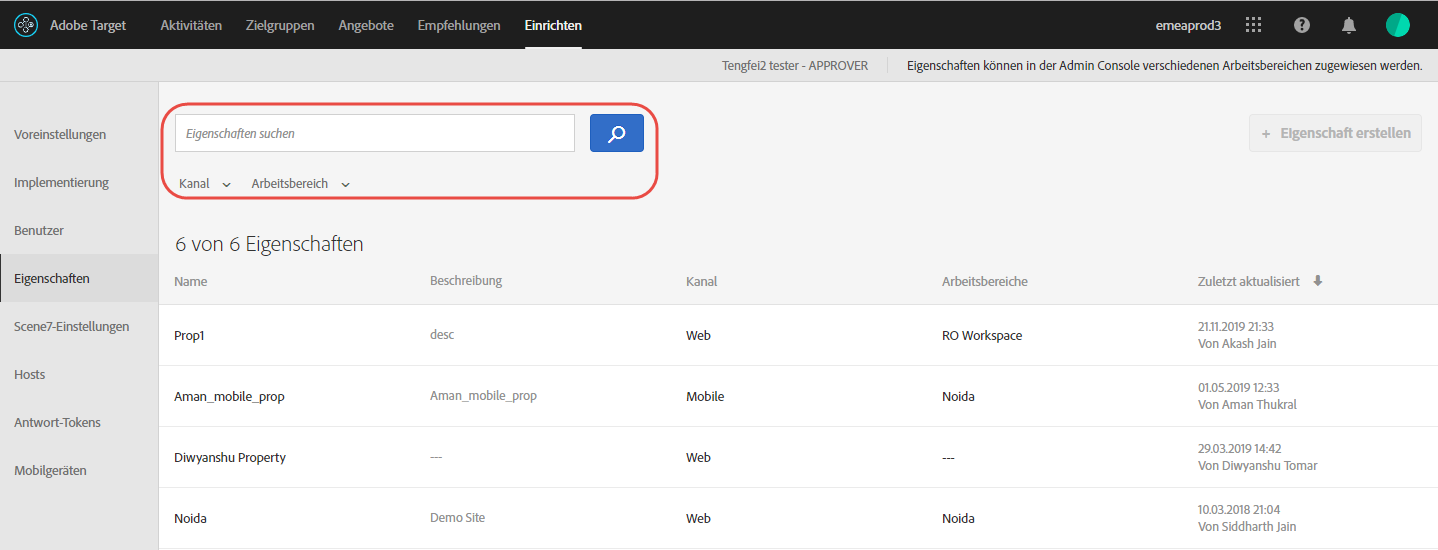 Adobe Target Aktivitäten Zielgruppen Angebote Empfehlungen Einrichten emeaprod3
Tengfei2 tester - APPROVER Eigenschaften können in der Admin Console verschiedenen Arbeitsbereichen zugewiesen werden.
Voreinstellungen
Implementierung
Benutzer
Eigenschaften
Scene7-Einstellungen
Hosts
Antwort-Tokens
Mobilgeräten
Eigenschaften suchen
+ Eigenschaft erstellen
Kanal Arbeitsbereich
6 von 6 Eigenschaften
Name Beschreibung Kanal Arbeitsbereiche Zuletzt aktualisiert
Prop1 desc Web RO Workspace 21.11.2019 21:33
Von Akash Jain
Aman_mobile_prop Aman_mobile_prop Mobile Noida 01.05.2019 12:33
Von Aman Thukral
Diwyanshu Property --- Web --- 29.03.2019 14:42
Von Diwyanshu Tomar
Noida Demo Site Web Noida 10.03.2018 21:04
Von Siddharth Jain